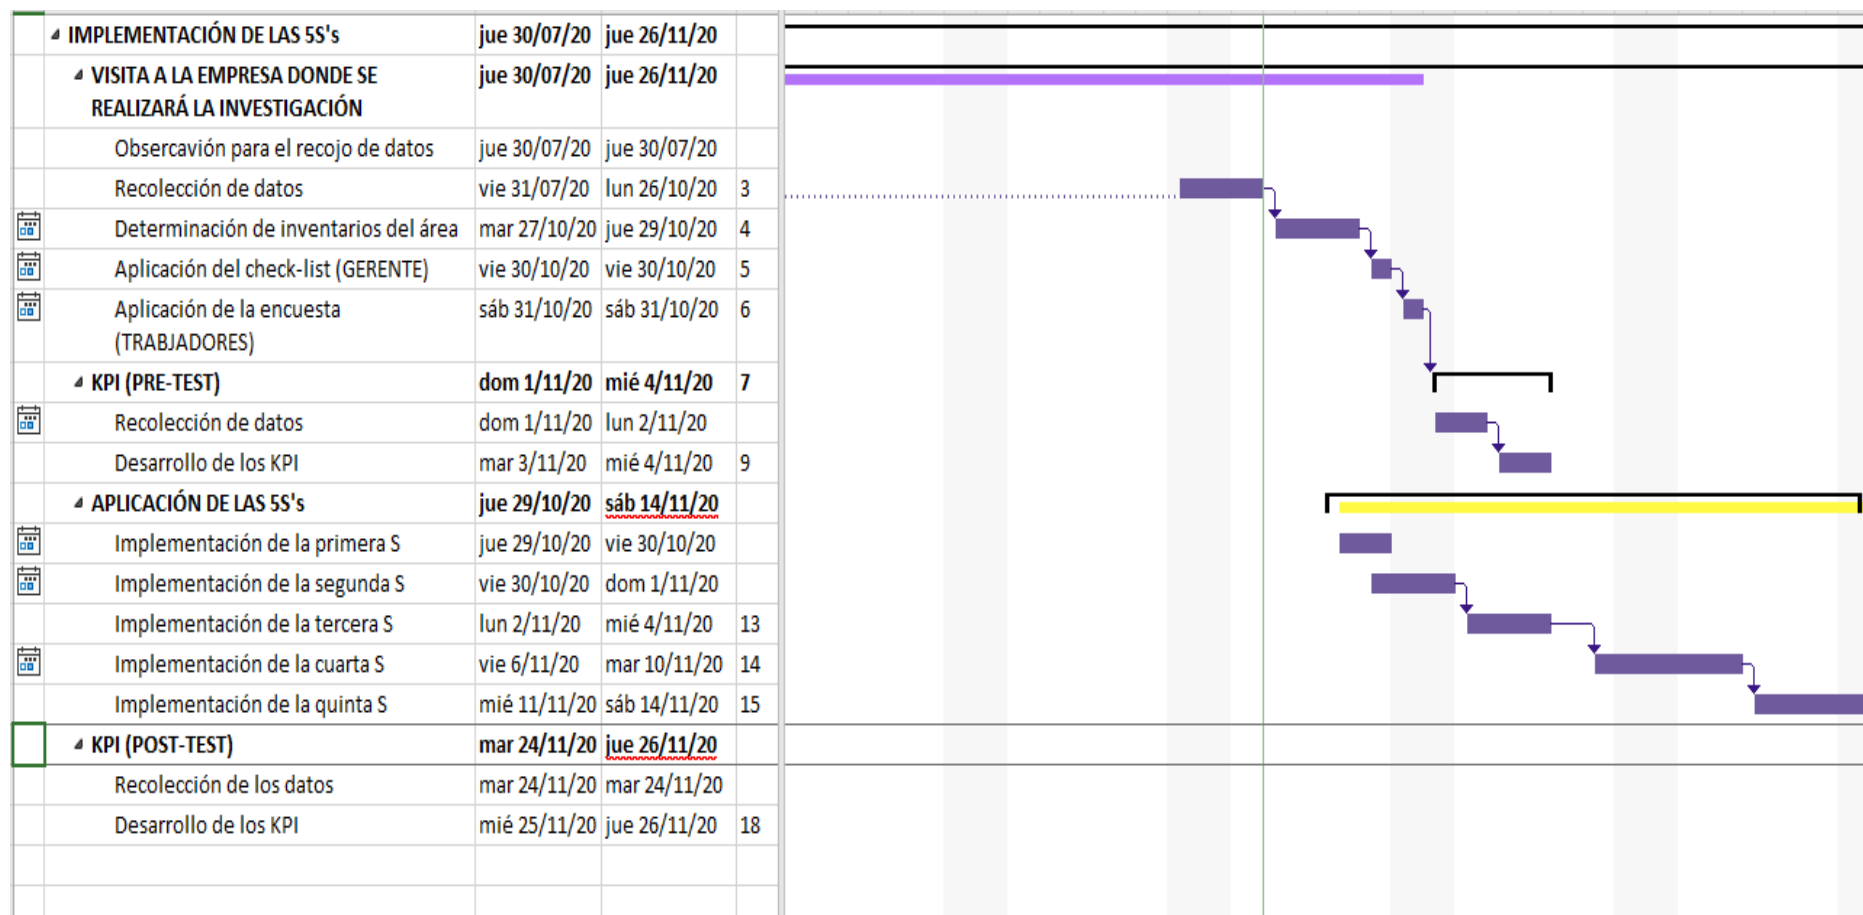 IMPLEMENTACIÓN DE LAS 5S's jue 30/07/20 jue 26/11/20
VISITA A LA EMPRESA DONDE SE jue 30/07/20 jue 26/11/20
REALIZARÁ LA INVESTIGACIÓN
Obsercavión para el recojo de datos jue 30/07/20 jue 30/07/20
Recolección de datos vie 31/07/20 lun 26/10/20 3
Determinación de inventarios del área mar 27/10/20 jue 29/10/20 4
Aplicación del check-list (GERENTE) vie 30/10/20 vie 30/10/20 5
Aplicación de la encuesta sáb 31/10/20 sáb 31/10/20 6
(TRABJADORES)
KPI (PRE-TEST) dom 1/11/20 mié 4/11/20 7
Recolección de datos dom 1/11/20 lun 2/11/20
Desarrollo de los KPI mar 3/11/20 mié 4/11/20 9
APLICACIÓN DE LAS 5S's jue 29/10/20 sáb 14/11/20
Implementación de la primera S jue 29/10/20 vie 30/10/20
Implementación de la segunda S vie 30/10/20 dom 1/11/20
Implementación de la tercera S lun 2/11/20 mié 4/11/20 13
Implementación de la cuarta S vie 6/11/20 mar 10/11/20 14
Implementación de la quinta S mié 11/11/20 sáb 14/11/20 15
KPI (POST-TEST) mar 24/11/20 jue 26/11/20
Recolección de los datos mar 24/11/20 mar 24/11/20
Desarrollo de los KPI mié 25/11/20 jue 26/11/20 18